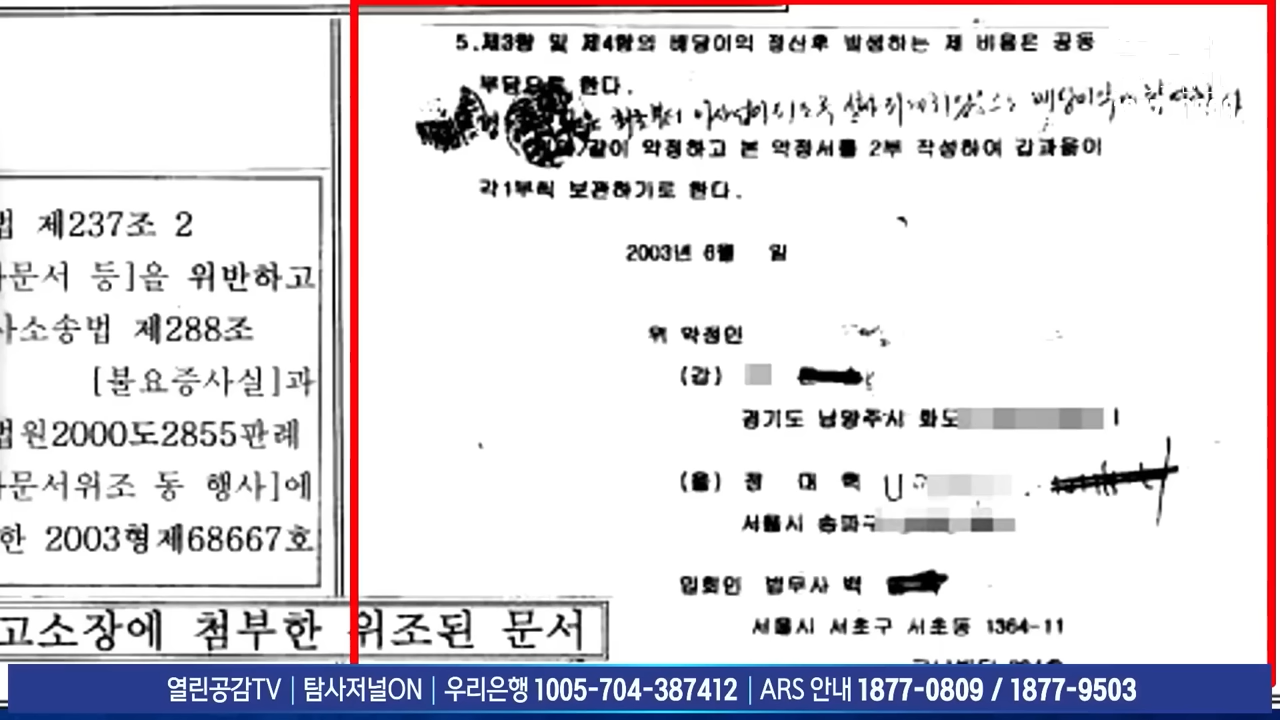 법 제237조 2
문서 등]을 위반하고
사소송법 제288조
[불요증사실]과
법원2000도2855판례
문서위조 동 행사]에
한 2003형제68667호
고소장에 첨부한 위조된 문서
5.제3항 및 제4항의 배당이익 정산후 발생하는 제 비용은 공동
부담으로 한다.
같이 약정하고 본 약정서를 2부 작성하여 갑과을이
각1부씩 보관하기로 한다.
2003년 6월 일
위 약정인
(갑)
경기도 남양주시 화도
(을) 정 대 택
서울시 송파구
입회인 법무사 백
서울시 서초구 서초동 1364-11
열린공감TV | 탐사저널ON | 우리은행 1005-704-387412 | ARS 안내 1877-0809 / 1877-9503